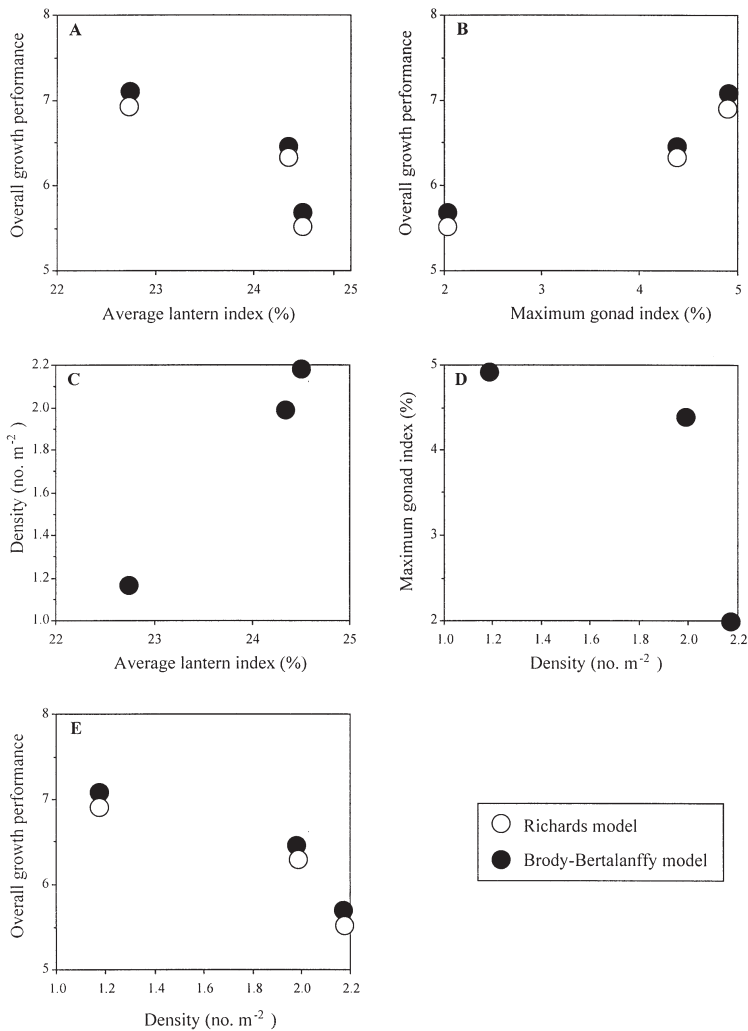 A
Overall growth performance
8
7
6
5
22
23
24
25
Average lantern index (%)
B
Overall growth performance
8
7
6
5
2
3
4
5
Maximum gonad index (%)
C
Density (no. m-2 )
2.2
2.0
1.8
1.6
1.4
1.2
1.0
22
23
24
25
Average lantern index (%)
D
Maximum gonad index (%)
5
4
3
2
1.0
1.2
1.4
1.6
1.8
2.0
2.2
Density (no. m-2 )
E
Overall growth performance
8
7
6
5
1.0
1.2
1.4
1.6
1.8
2.0
2.2
Density (no. m-2 )
Richards model
Brody-Bertalanffy model